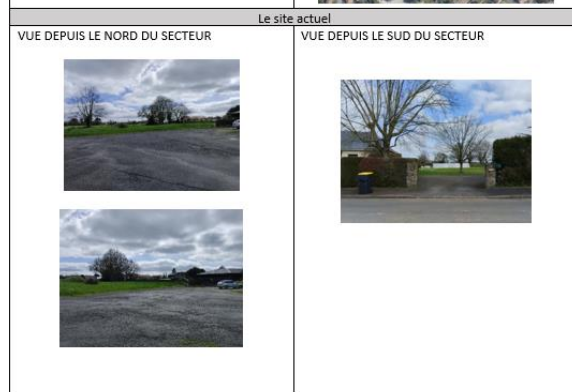 Le site actuel
VUE DEPUIS LE NORD DU SECTEUR
VUE DEPUIS LE SUD DU SECTEUR